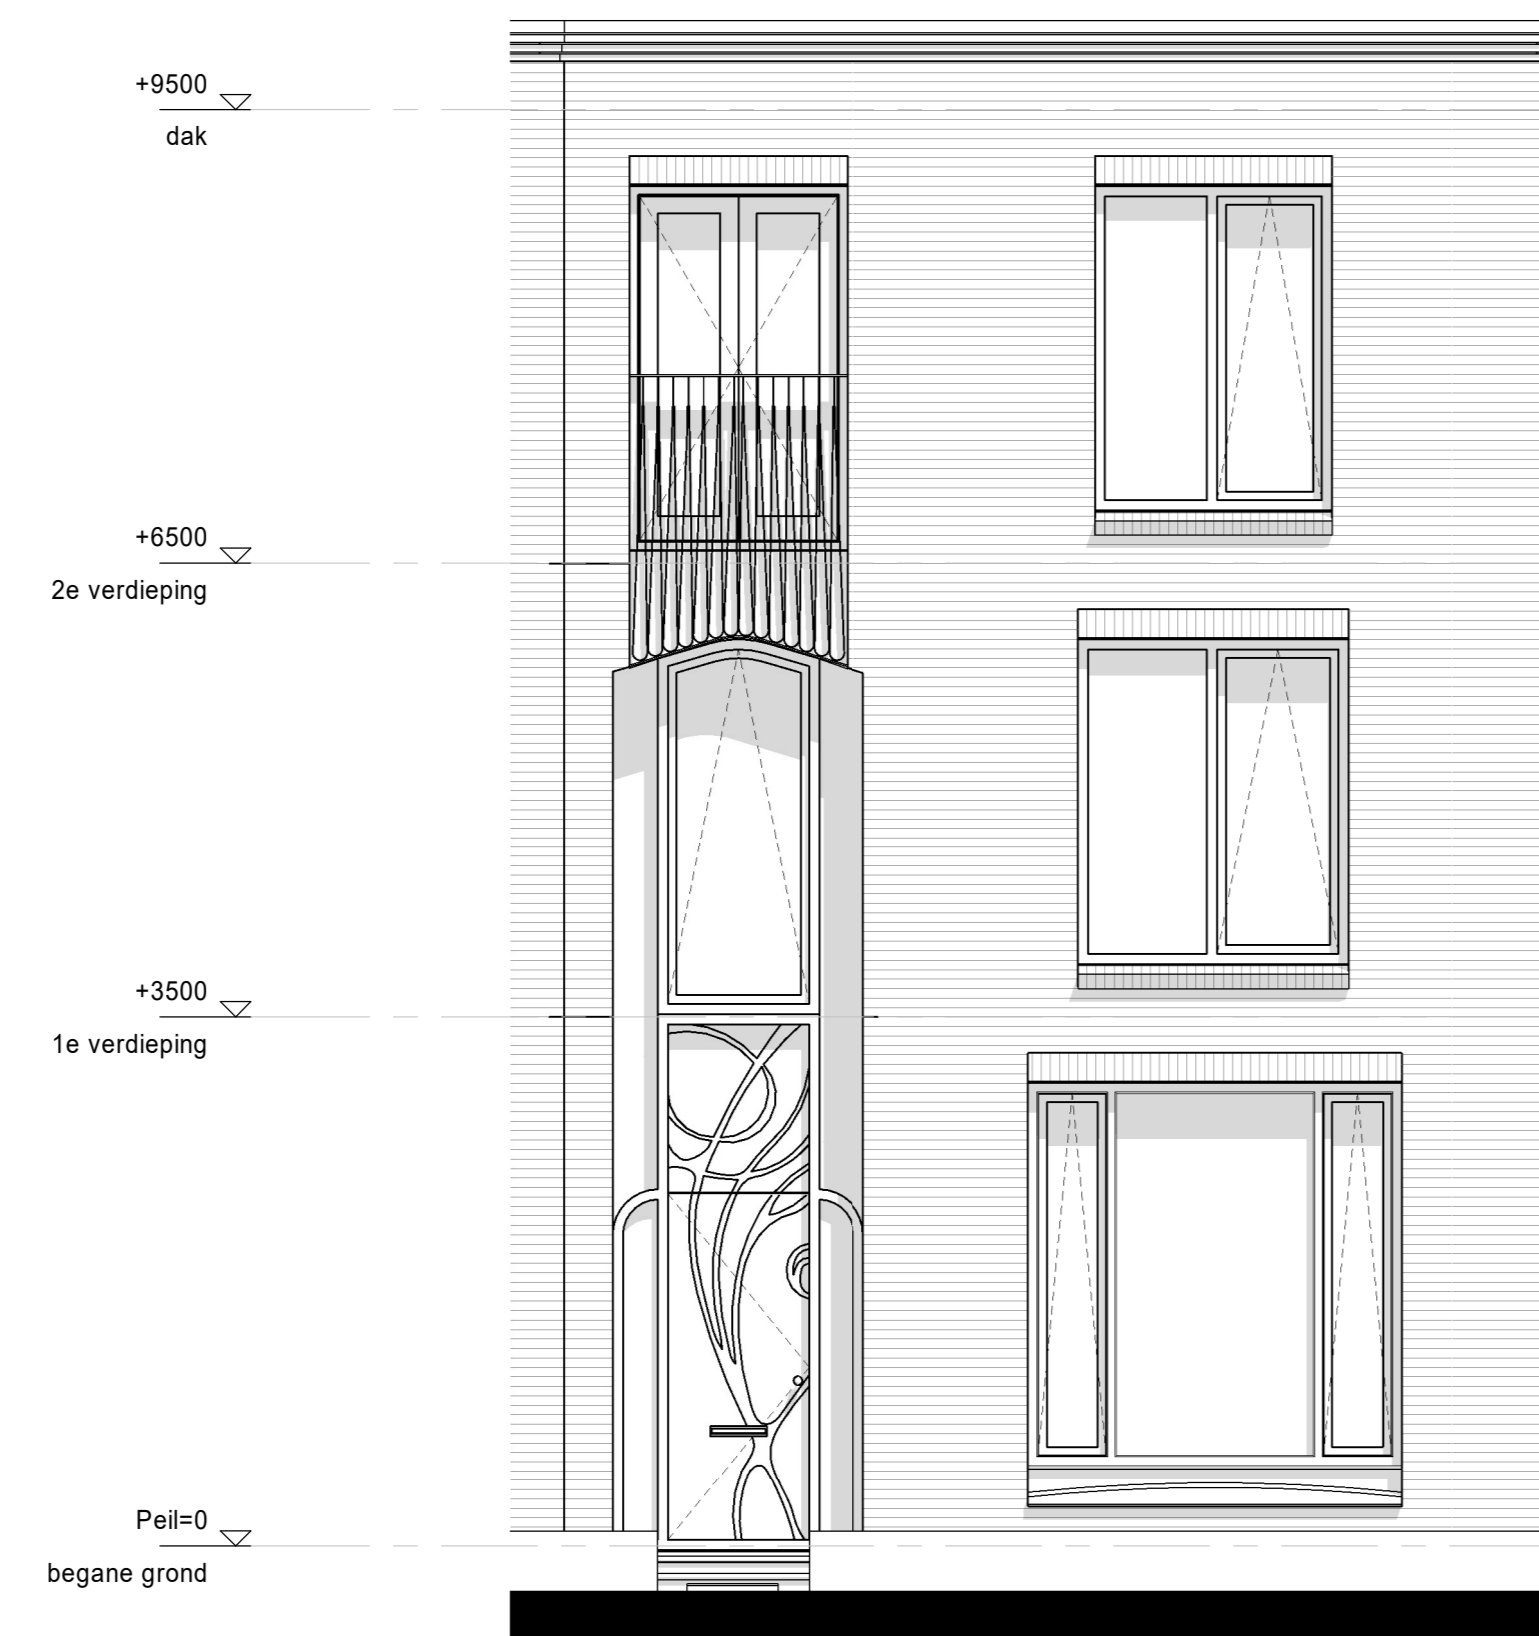 +9500
dak
+6500
2e verdieping
+3500
1e verdieping
Peil=0
begane grond